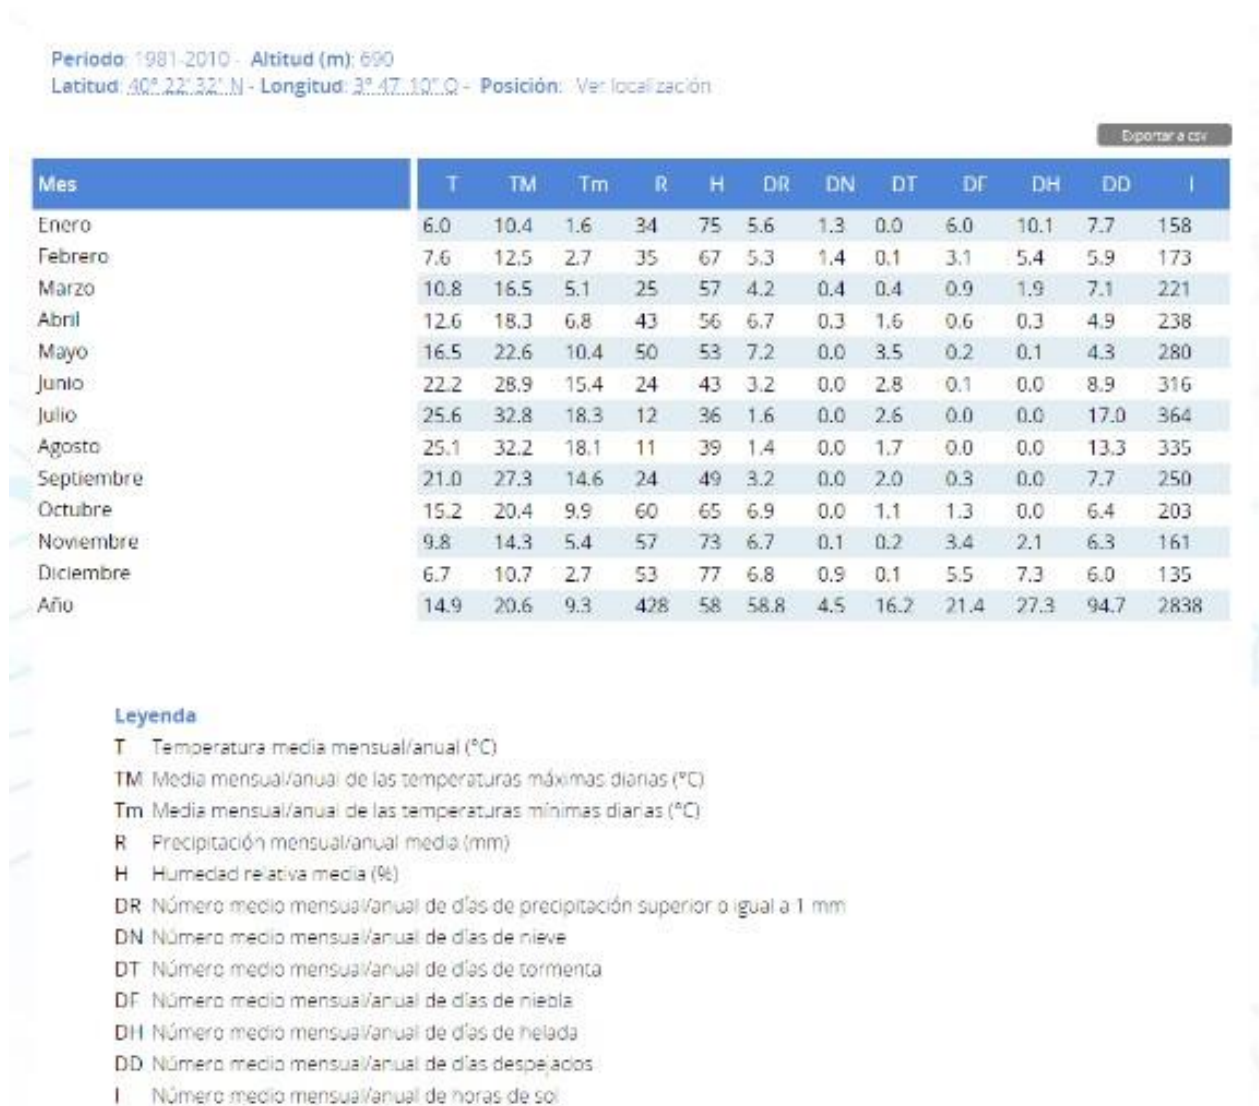 Periodo: 1981-2010 - Altitud (m): 690
Latitud: 40° 22' 32'' N - Longitud: 3° 47' 10'' O - Posición: Ver localización
Exportar a csv
Mes T TM Tm R H DR DN DT DF DH DD I
Enero 6.0 10.4 1.6 34 75 5.6 1.3 0.0 6.0 10.1 7.7 158
Febrero 7.6 12.5 2.7 35 67 5.3 1.4 0.1 3.1 5.4 5.9 173
Marzo 10.8 16.5 5.1 25 57 4.2 0.4 0.4 0.9 1.9 7.1 221
Abril 12.6 18.3 6.8 43 56 6.7 0.3 1.6 0.6 0.3 4.9 238
Mayo 16.5 22.6 10.4 50 53 7.2 0.0 3.5 0.2 0.1 4.3 280
Junio 22.2 28.9 15.4 24 43 3.2 0.0 2.8 0.1 0.0 8.9 316
Julio 25.6 32.8 18.3 12 36 1.6 0.0 2.6 0.0 0.0 17.0 364
Agosto 25.1 32.2 18.1 11 39 1.4 0.0 1.7 0.0 0.0 13.3 335
Septiembre 21.0 27.3 14.6 24 49 3.2 0.0 2.0 0.3 0.0 7.7 250
Octubre 15.2 20.4 9.9 60 65 6.9 0.0 1.1 1.3 0.0 6.4 203
Noviembre 9.8 14.3 5.4 57 73 6.7 0.1 0.2 3.4 2.1 6.3 161
Diciembre 6.7 10.7 2.7 53 77 6.8 0.9 0.1 5.5 7.3 6.0 135
Año 14.9 20.6 9.3 428 58 58.8 4.5 16.2 21.4 27.3 94.7 2838
Leyenda
T Temperatura media mensual/anual (°C)
TM Media mensual/anual de las temperaturas máximas diarias (°C)
Tm Media mensual/anual de las temperaturas mínimas diarias (°C)
R Precipitación mensual/anual media (mm)
H Humedad relativa media (%)
DR Número medio mensual/anual de días de precipitación superior o igual a 1 mm
DN Número medio mensual/anual de días de nieve
DT Número medio mensual/anual de días de tormenta
DF Número medio mensual/anual de días de niebla
DH Número medio mensual/anual de días de helada
DD Número medio mensual/anual de días despejados
I Número medio mensual/anual de horas de sol